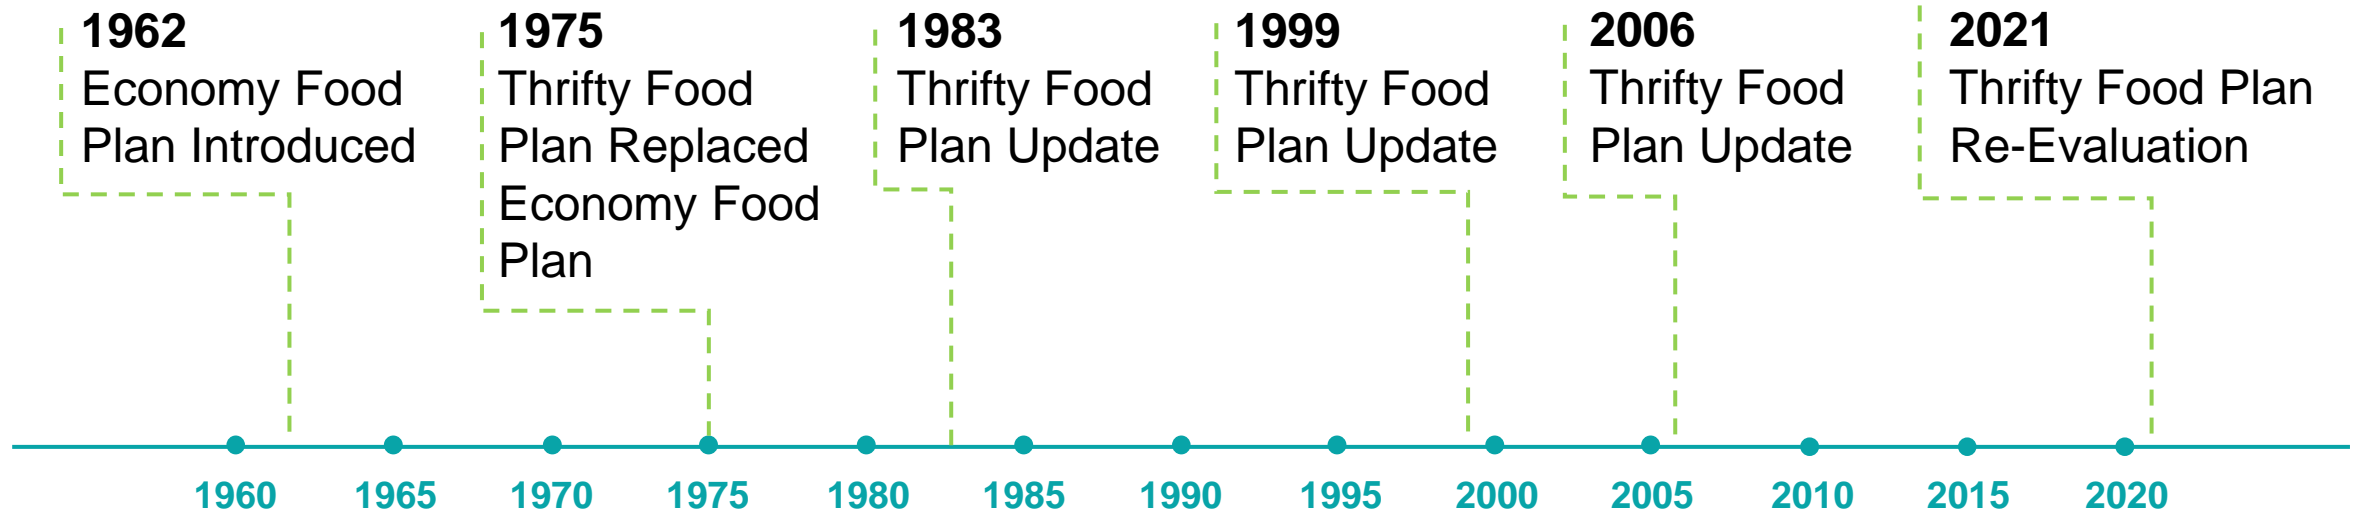 1962
Economy Food
Plan Introduced
1975
Thrifty Food
Plan Replaced
Economy Food
Plan
1983
Thrifty Food
Plan Update
1999
Thrifty Food
Plan Update
2006
Thrifty Food
Plan Update
2021
Thrifty Food Plan
Re-Evaluation
1960 1965 1970 1975 1980 1985 1990 1995 2000 2005 2010 2015 2020